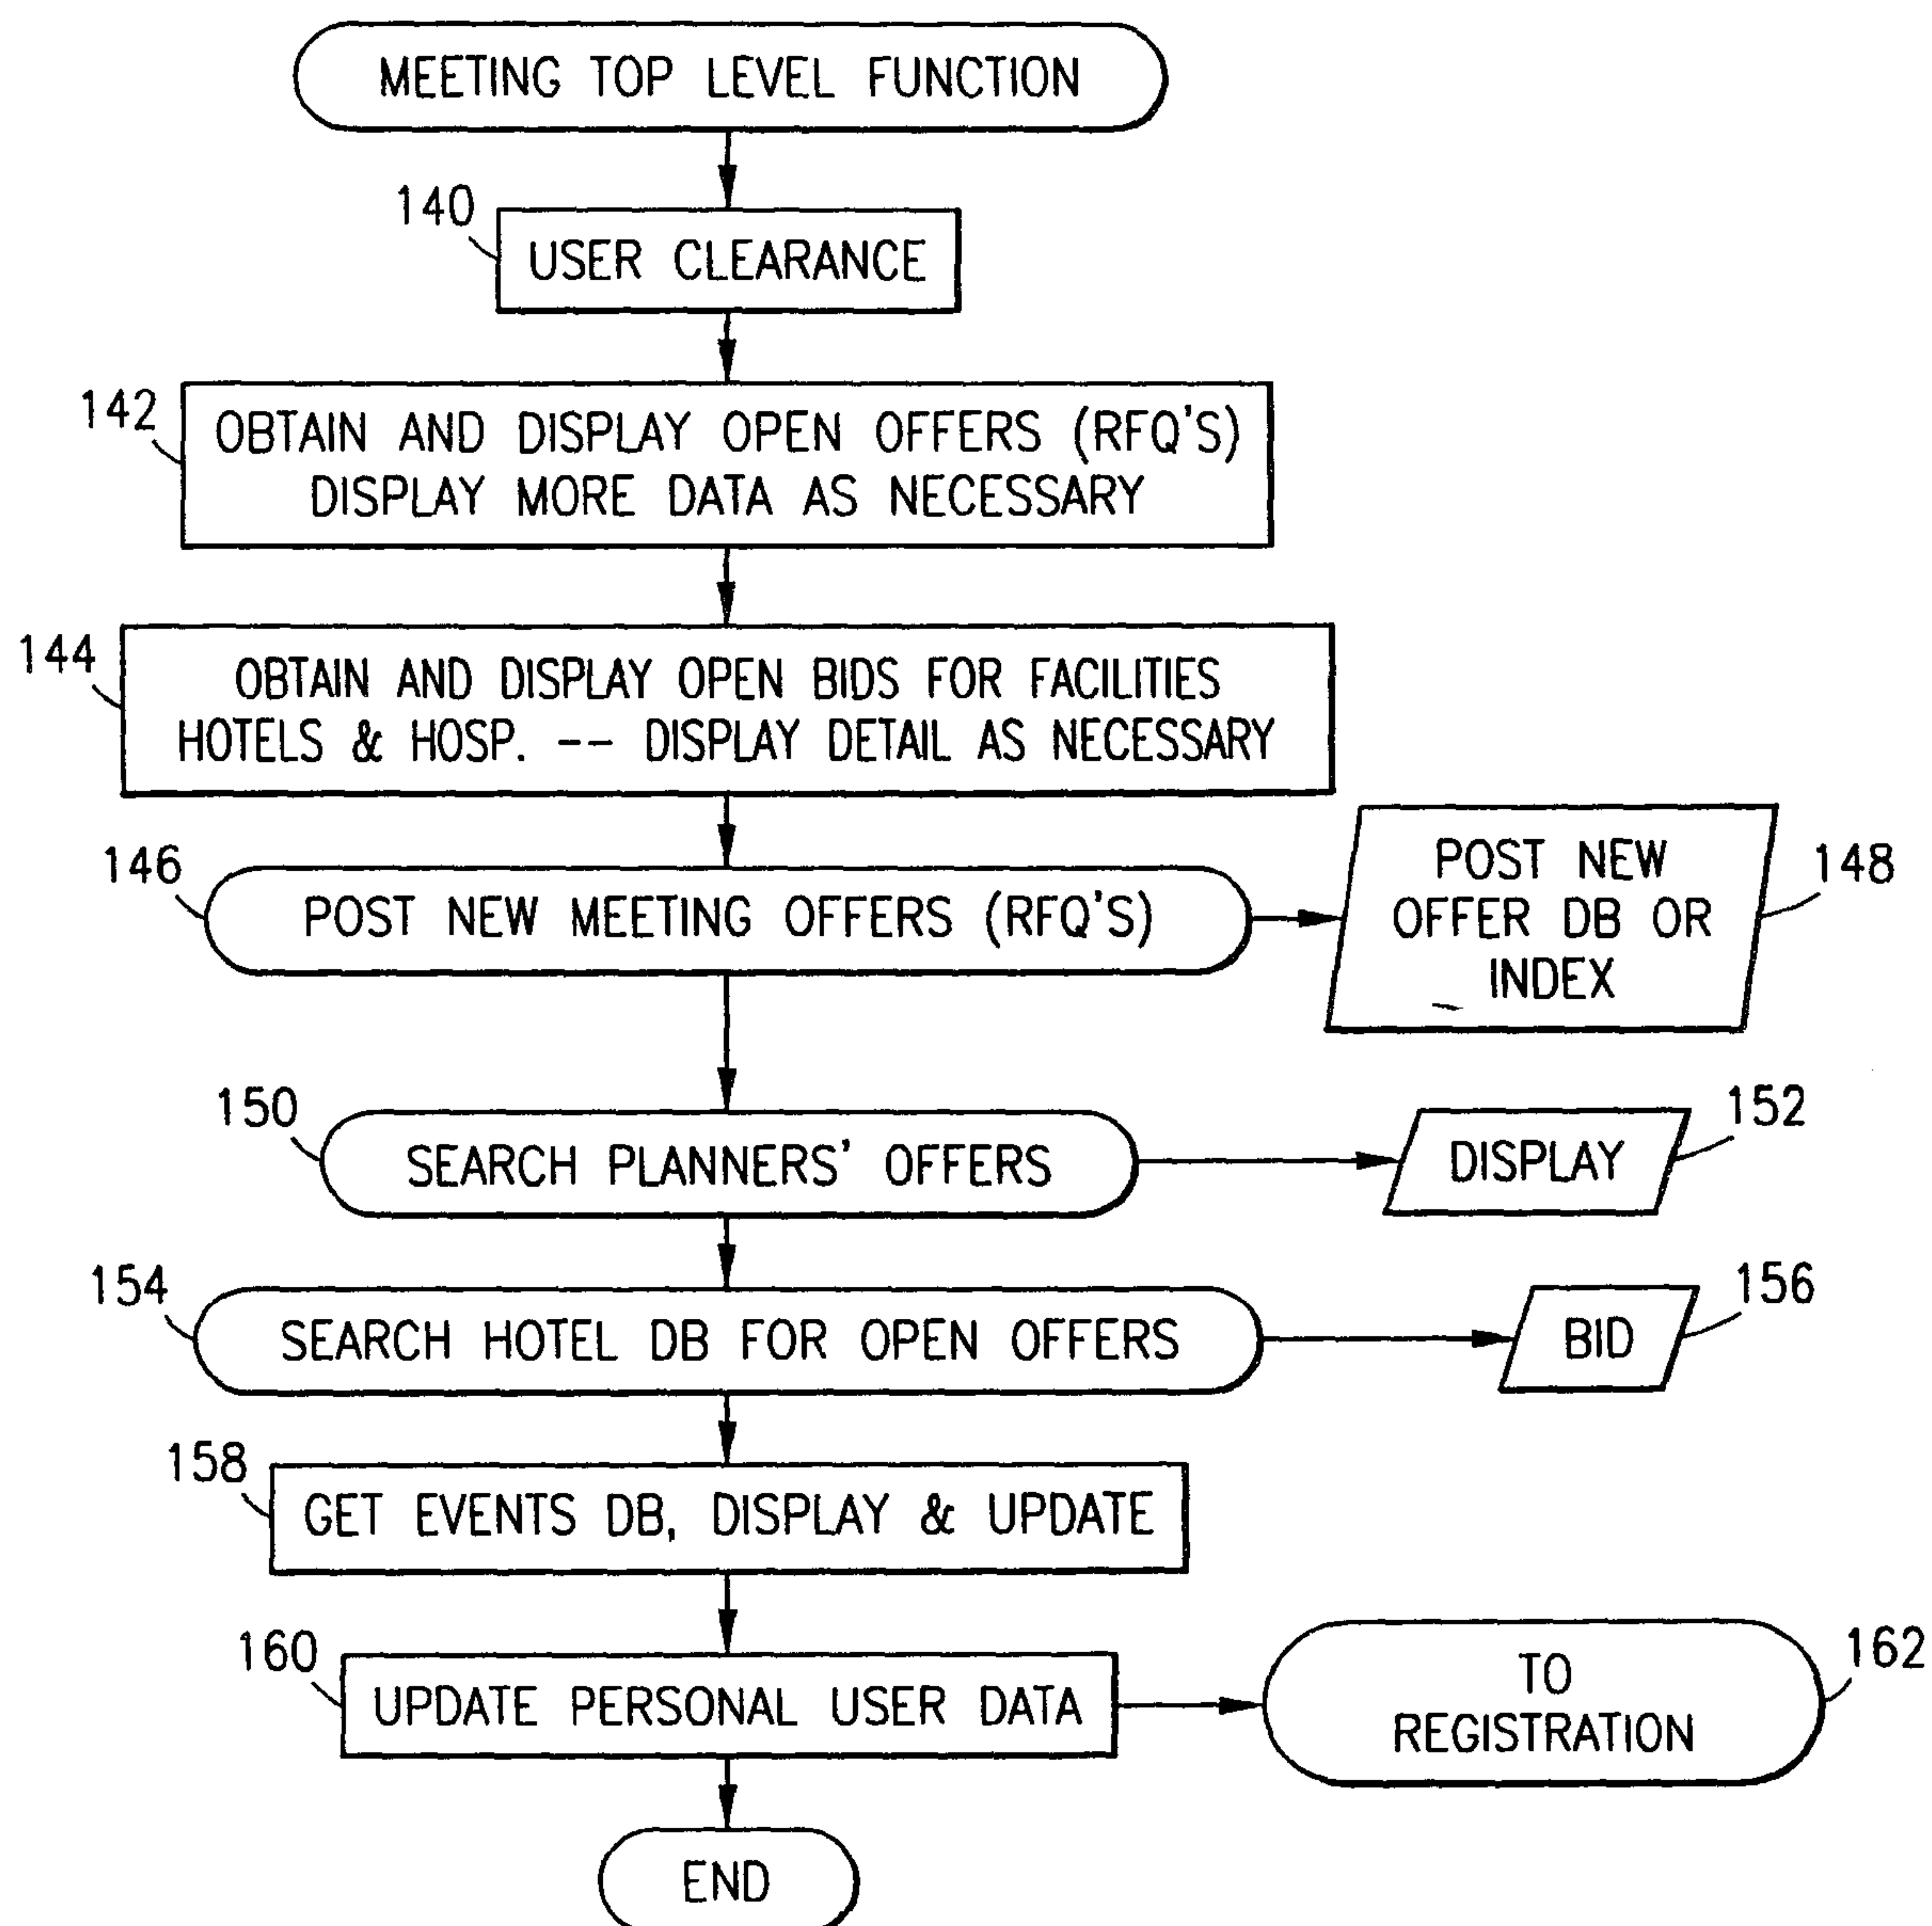 MEETING TOP LEVEL FUNCTION
140
USER CLEARANCE
142
OBTAIN AND DISPLAY OPEN OFFERS (RFQ'S)
DISPLAY MORE DATA AS NECESSARY
144
OBTAIN AND DISPLAY OPEN BIDS FOR FACILITIES
HOTELS & HOSP. -- DISPLAY DETAIL AS NECESSARY
146
POST NEW MEETING OFFERS (RFQ'S)
POST NEW
OFFER DB OR
INDEX
148
150
SEARCH PLANNERS' OFFERS
DISPLAY
152
154
SEARCH HOTEL DB FOR OPEN OFFERS
BID
156
158
GET EVENTS DB, DISPLAY & UPDATE
160
UPDATE PERSONAL USER DATA
TO
REGISTRATION
162
END